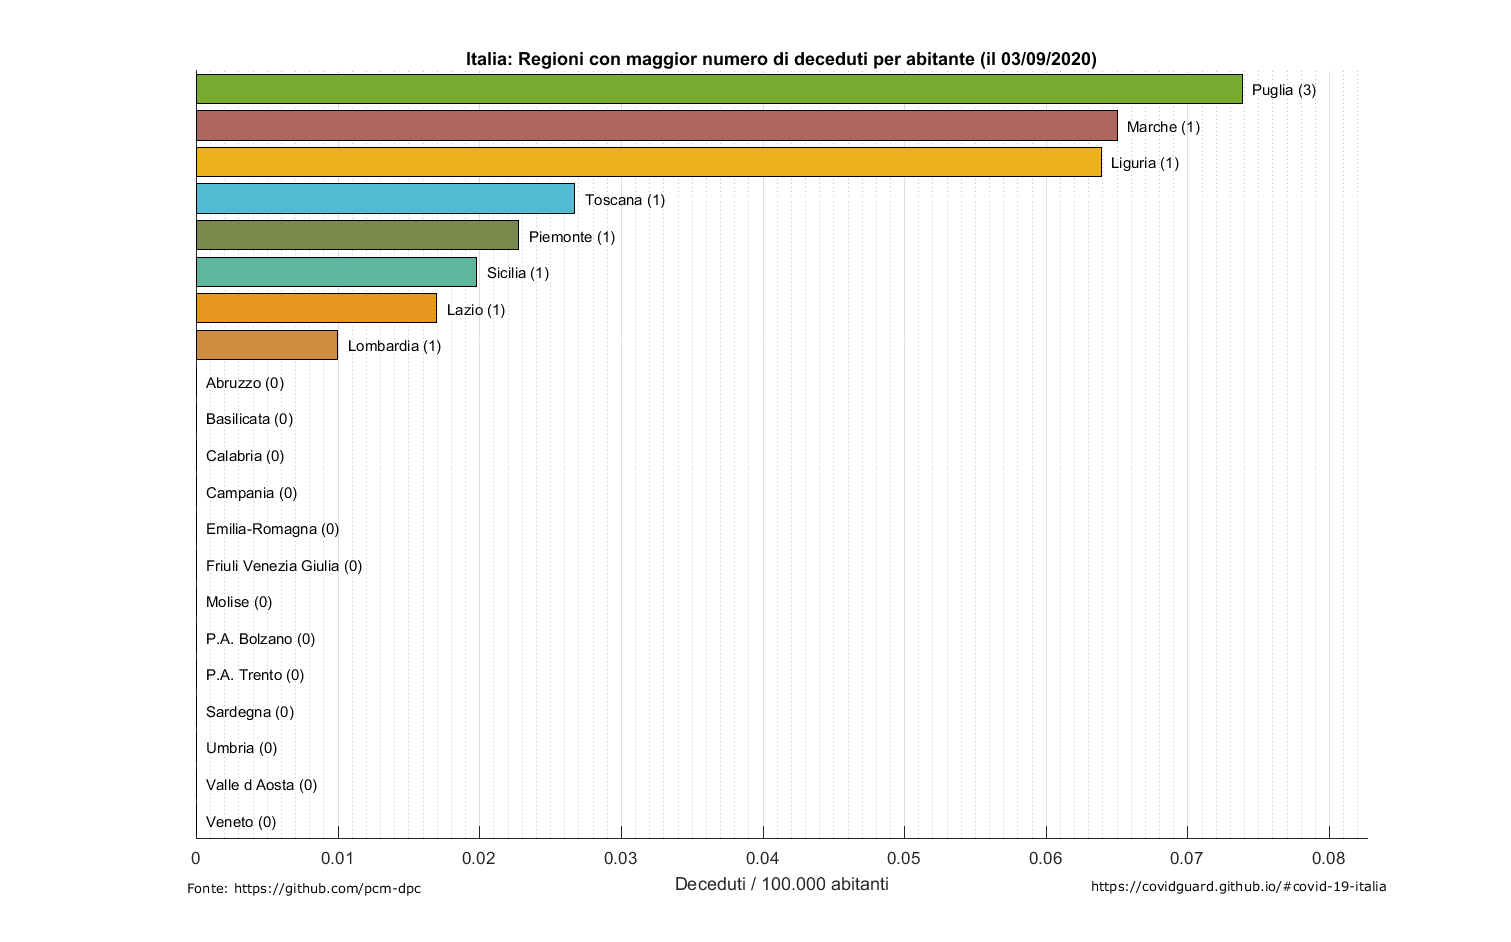 Italia: Regioni con maggior numero di deceduti per abitante (il 03/09/2020)
Puglia (3)
Marche (1)
Liguria (1)
Toscana (1)
Piemonte (1)
Sicilia (1)
Lazio (1)
Lombardia (1)
Abruzzo (0)
Basilicata (0)
Calabria (0)
Campania (0)
Emilia-Romagna (0)
Friuli Venezia Giulia (0)
Molise (0)
P.A. Bolzano (0)
P.A. Trento (0)
Sardegna (0)
Umbria (0)
Valle d Aosta (0)
Veneto (0)
0 0.01 0.02 0.03 0.04 0.05 0.06 0.07 0.08
Deceduti / 100.000 abitanti
Fonte: https://github.com/pcm-dpc
https://covidguard.github.io/#covid-19-italia